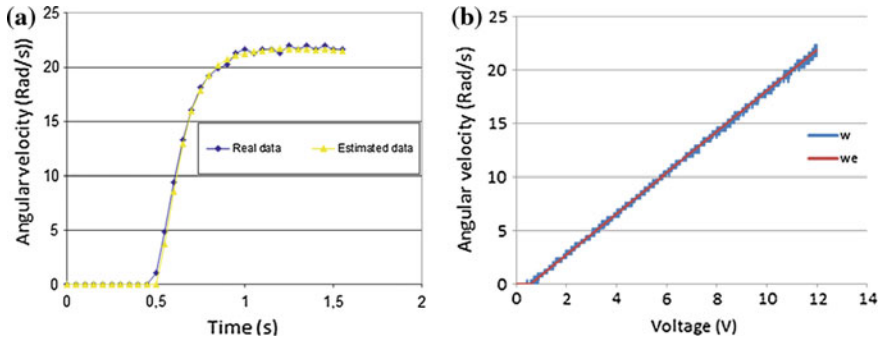 (a)
Angular velocity (Rad/s))
25
20
15
10
5
0
0
0,5
1
1,5
2
Time (s)
Real data
Estimated data
(b)
Angular velocity (Rad/s)
25
20
15
10
5
0
0
2
4
6
8
10
12
14
Voltage (V)
w
we